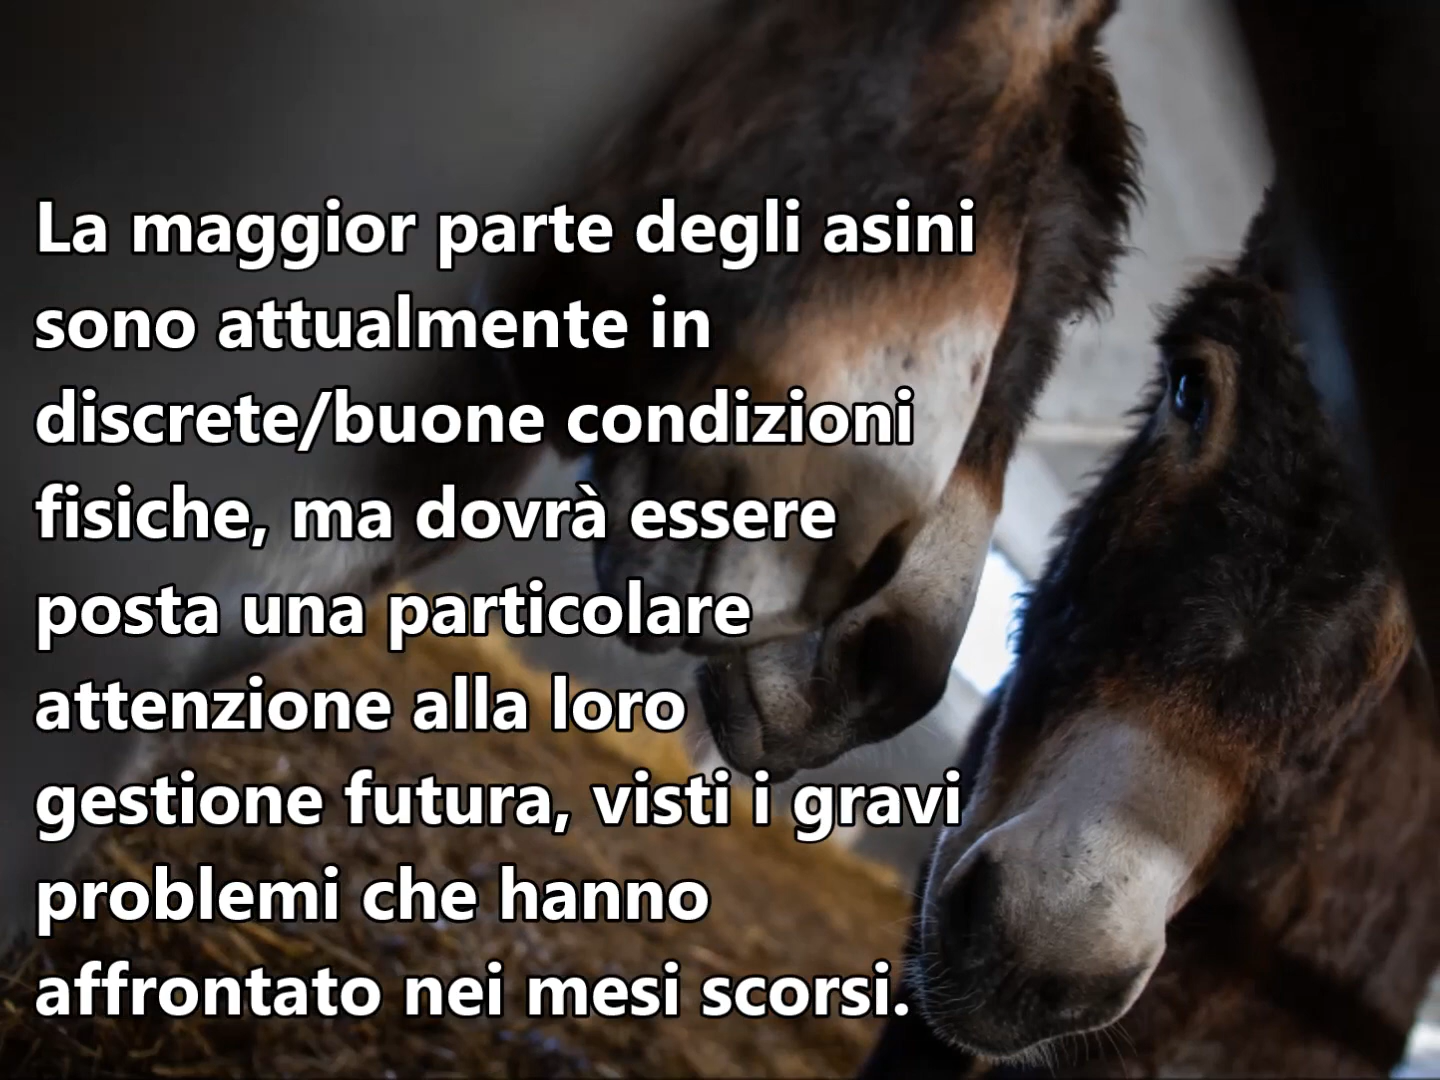 La maggior parte degli asini
sono attualmente in
discrete/buone condizioni
fisiche, ma dovrà essere
posta una particolare
attenzione alla loro
gestione futura, visti i gravi
problemi che hanno
affrontato nei mesi scorsi.